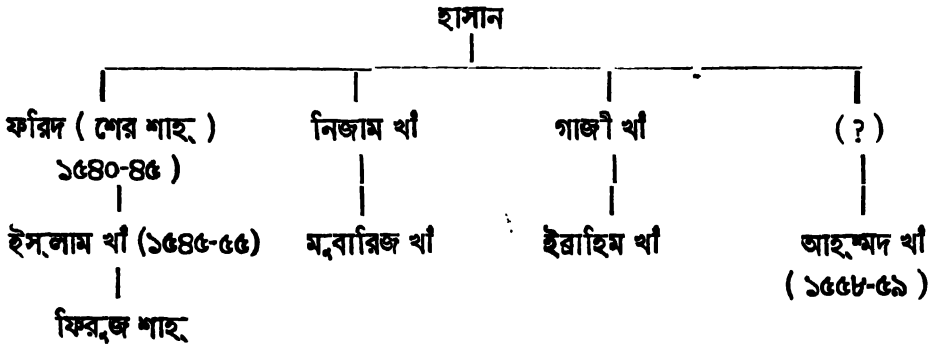 হাসান
ফরিদ ( শের শাহ্ ) নিজাম খাঁ গাজী খাঁ ( ? )
১৫৪০-৪৫ )
ইস্লাম খাঁ (১৫৪৫-৫৫) মুবারিজ খাঁ ইব্রাহিম খাঁ আহ্ম্মদ খাঁ
( ১৫৫৮-৫৯ )
ফিরুজ শাহ্